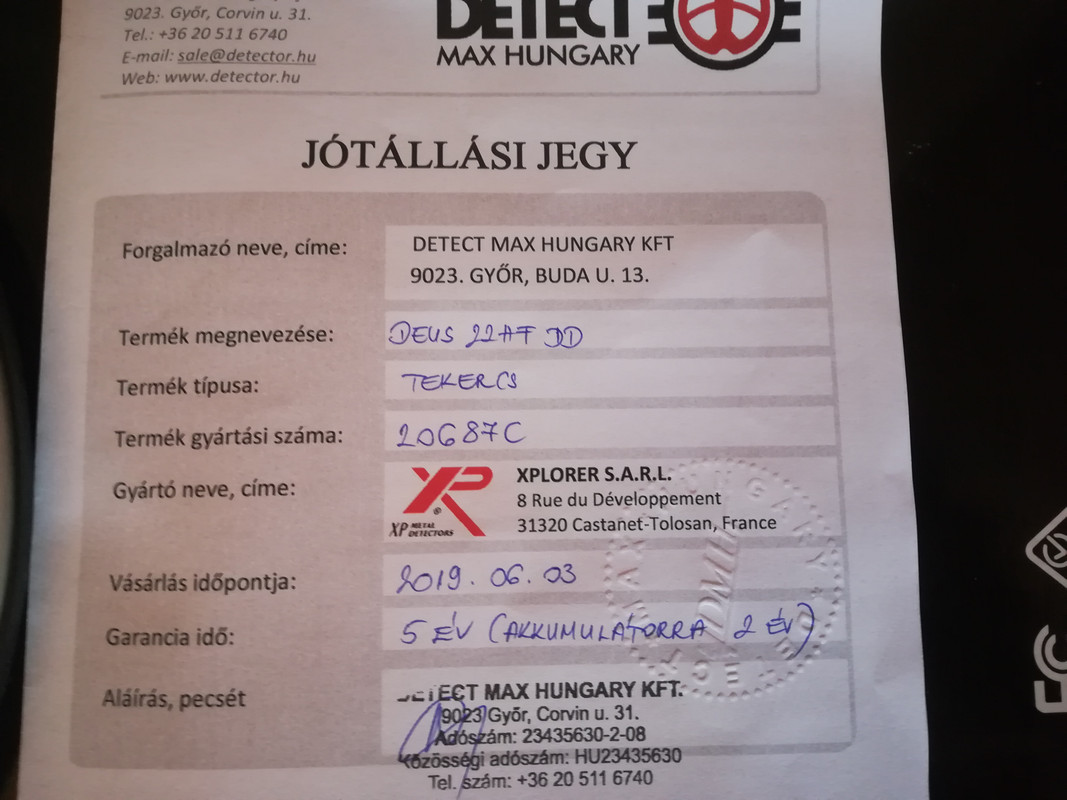 9023. Győr, Corvin u. 31.
Tel.: +36 20 511 6740
E-mail: sale@detector.hu
Web: www.detector.hu
DETECT
MAX HUNGARY
JÓTÁLLÁSI JEGY
Forgalmazó neve, címe:
DETECT MAX HUNGARY KFT
9023. GYŐR, BUDA U. 13.
Termék megnevezése: DEUS 22HF DD
Termék típusa: TEKERCS
Termék gyártási száma: 20687C
Gyártó neve, címe:
XP
XP METAL DETECTORS
XPLORER S.A.R.L.
8 Rue du Développement
31320 Castanet-Tolosan, France
Vásárlás időpontja: 2019. 06. 03
Garancia idő: 5 ÉV (AKKUMULÁTORRA 2 ÉV)
Aláírás, pecsét
DETECT MAX HUNGARY KFT.
9023 Győr, Corvin u. 31.
Adószám: 23435630-2-08
Közösségi adószám: HU23435630
Tel. szám: +36 20 511 6740